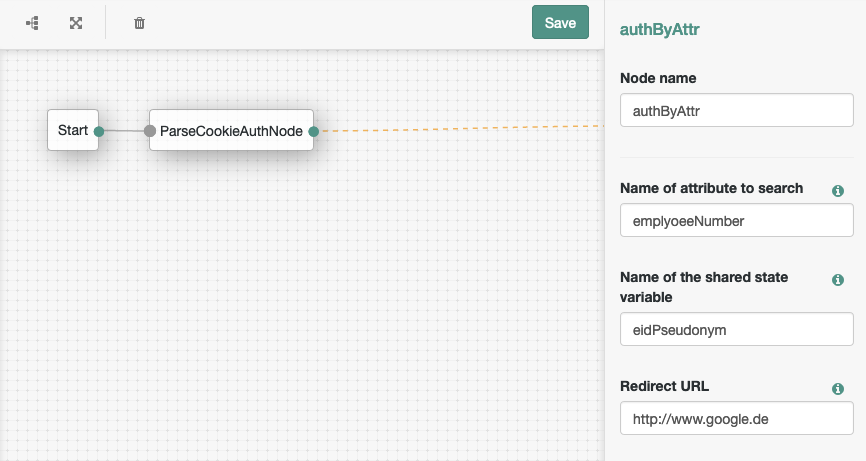 Save
Start
ParseCookieAuthNode
authByAttr
Node name
authByAttr
Name of attribute to search
emplyoeeNumber
Name of the shared state
variable
eidPseudonym
Redirect URL
http://www.google.de